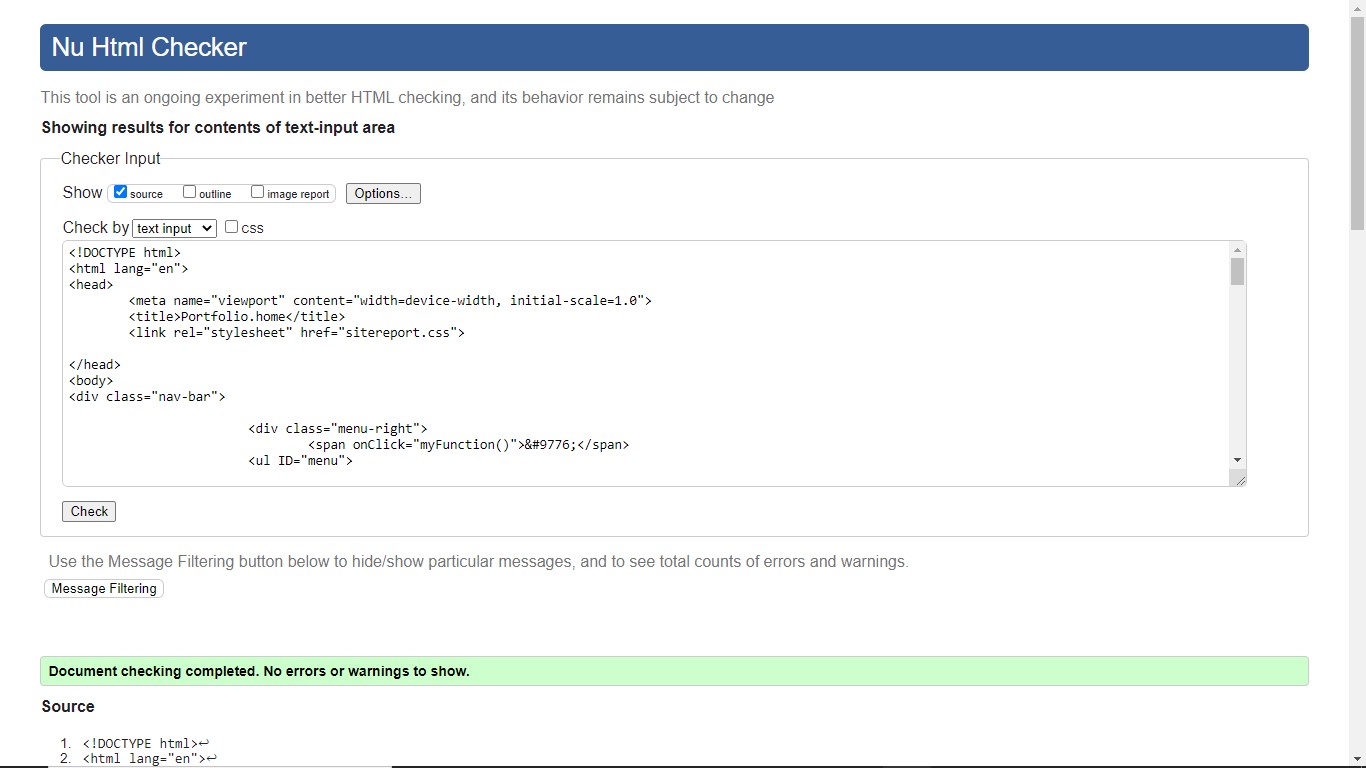 Nu Html Checker
This tool is an ongoing experiment in better HTML checking, and its behavior remains subject to change
Showing results for contents of text-input area
Checker Input
Show source outline image report Options...
Check by text input css
<!DOCTYPE html>
<html lang="en">
<head>
<meta name="viewport" content="width=device-width, initial-scale=1.0">
<title>Portfolio.home</title>
<link rel="stylesheet" href="sitereport.css">
</head>
<body>
<div class="nav-bar">
<div class="menu-right">
<span onClick="myFunction()">&#9776;</span>
<ul ID="menu">
Check
Use the Message Filtering button below to hide/show particular messages, and to see total counts of errors and warnings.
Message Filtering
Document checking completed. No errors or warnings to show.
Source
1. <!DOCTYPE html>↩
2. <html lang="en">↩